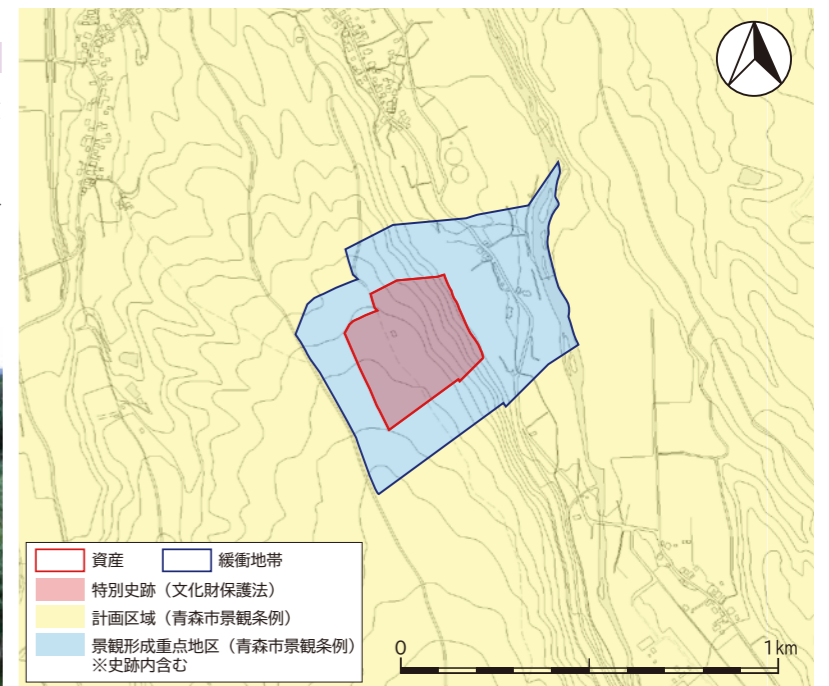 資産 緩衝地帯
特別史跡(文化財保護法)
計画区域(青森市景観条例)
景観形成重点地区(青森市景観条例)
※史跡内含む
0 1km